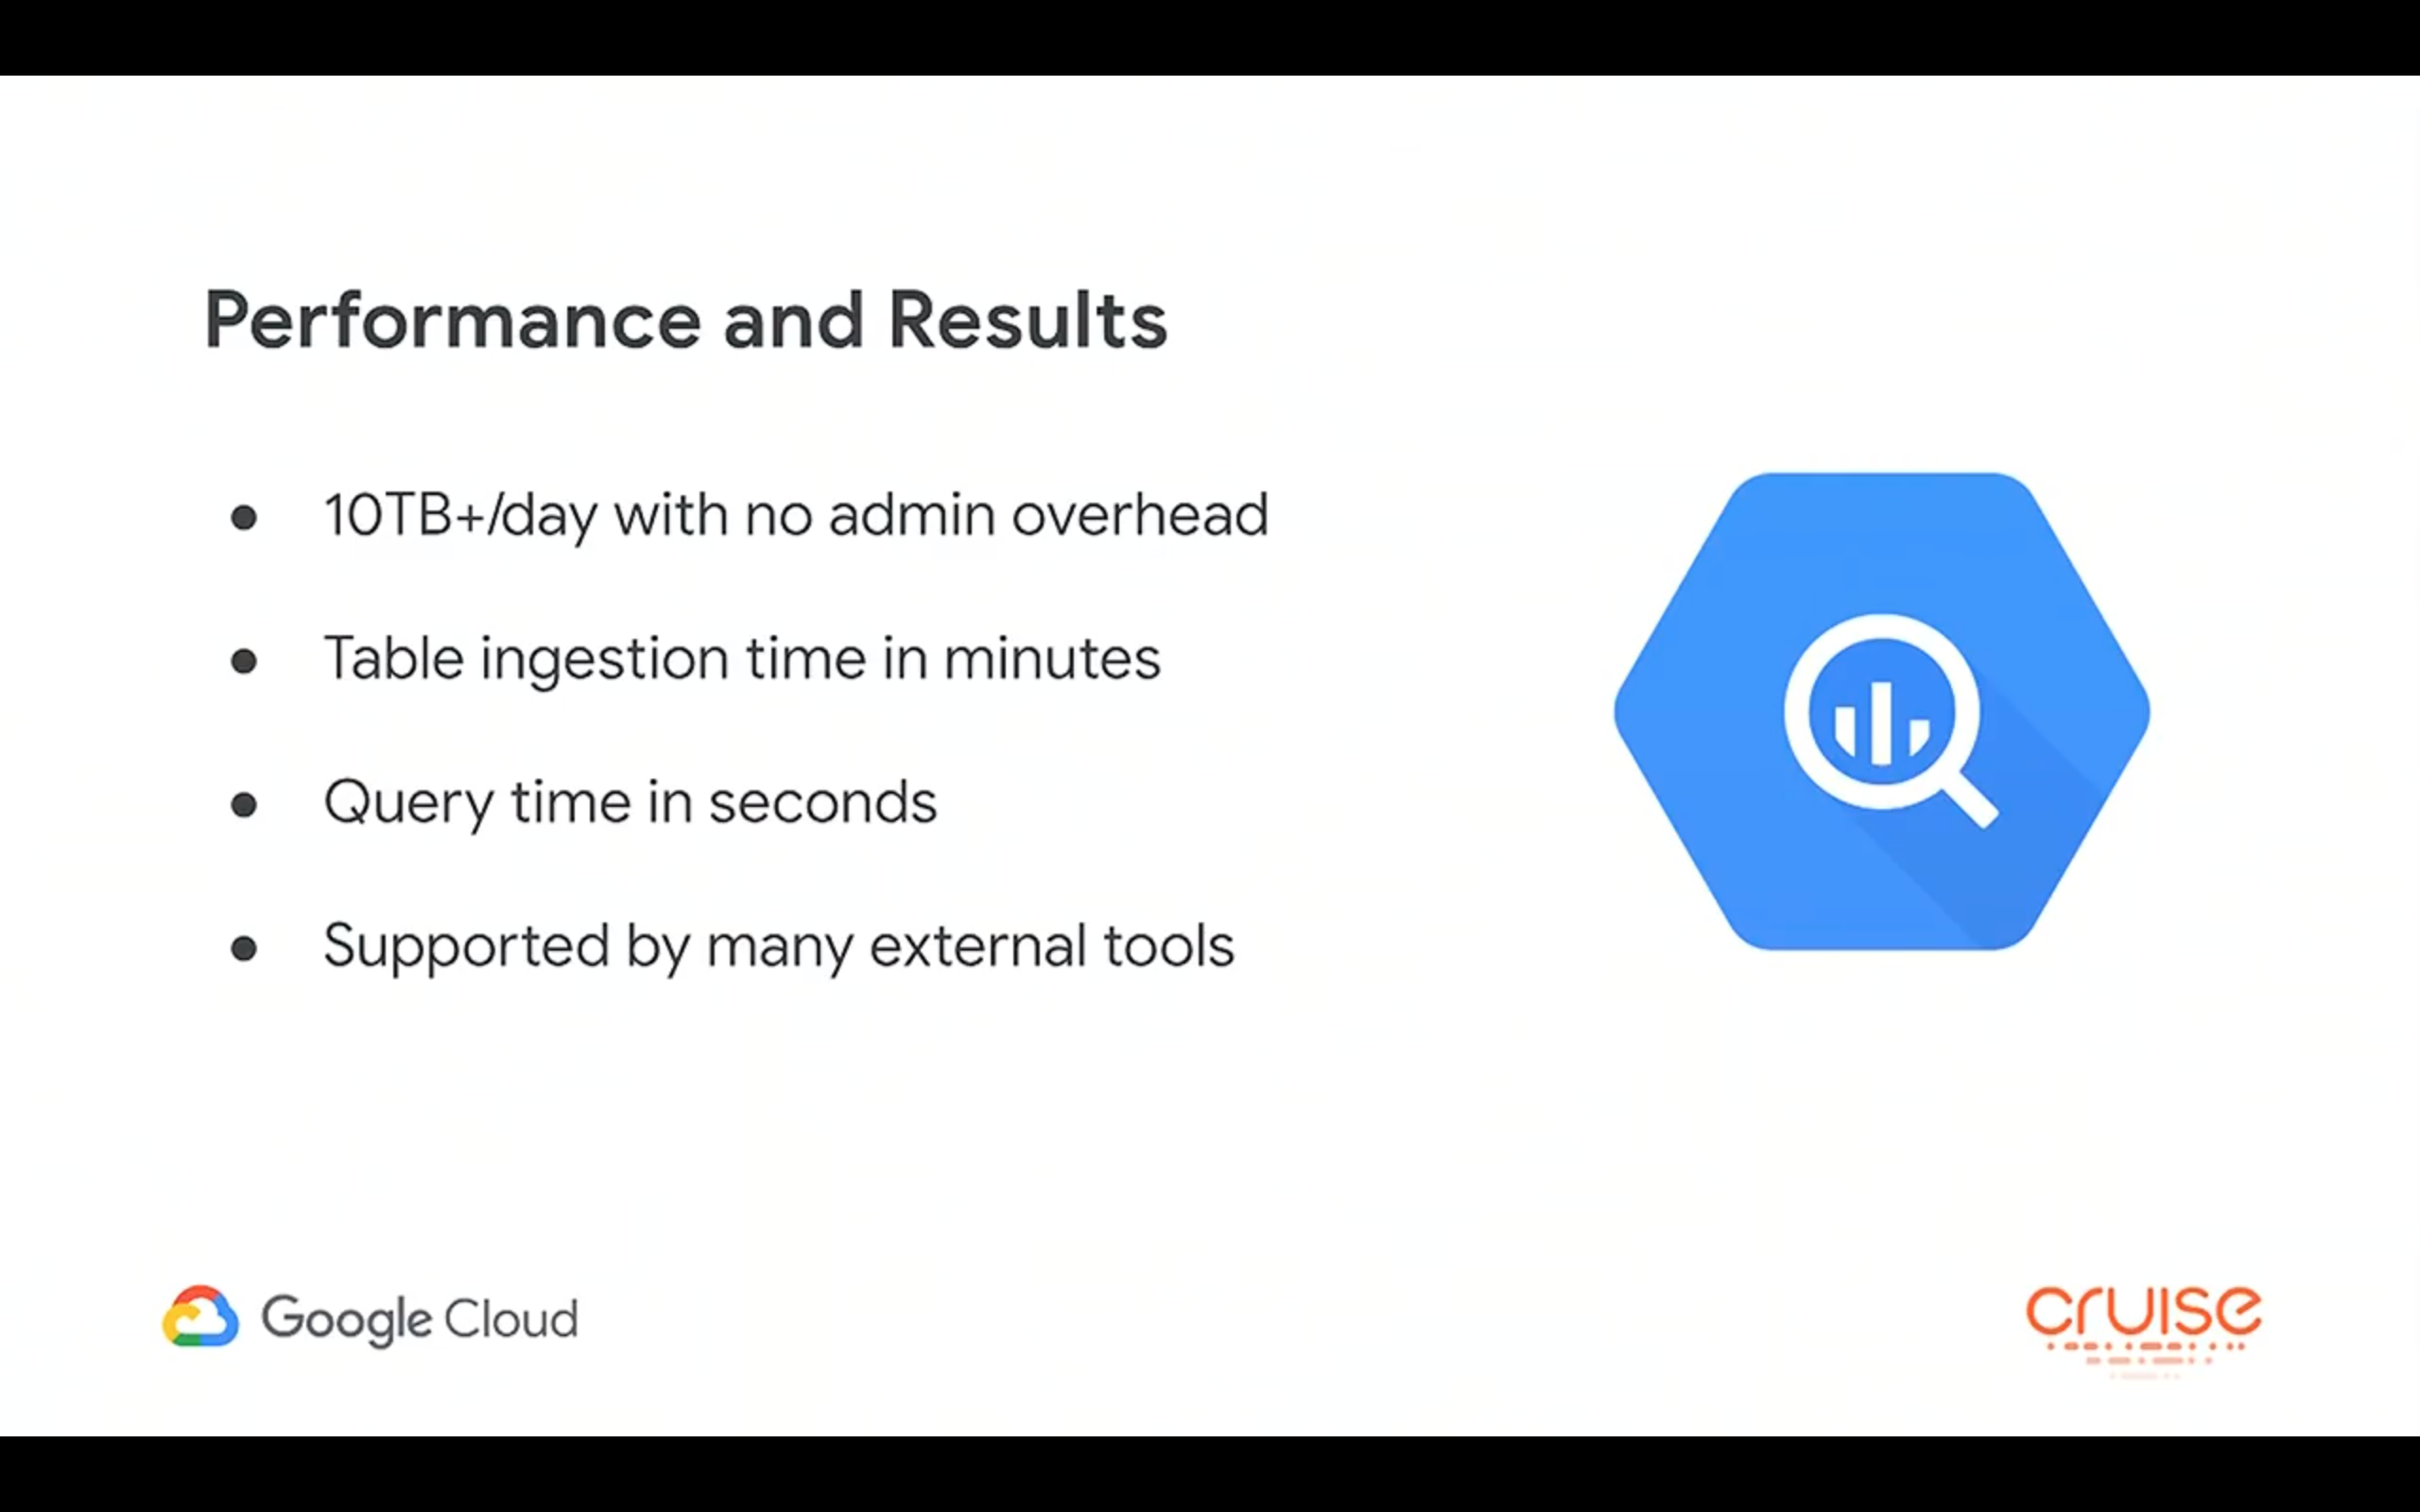 Performance and Results
● 10TB+/day with no admin overhead
● Table ingestion time in minutes
● Query time in seconds
● Supported by many external tools
Google Cloud
cruise